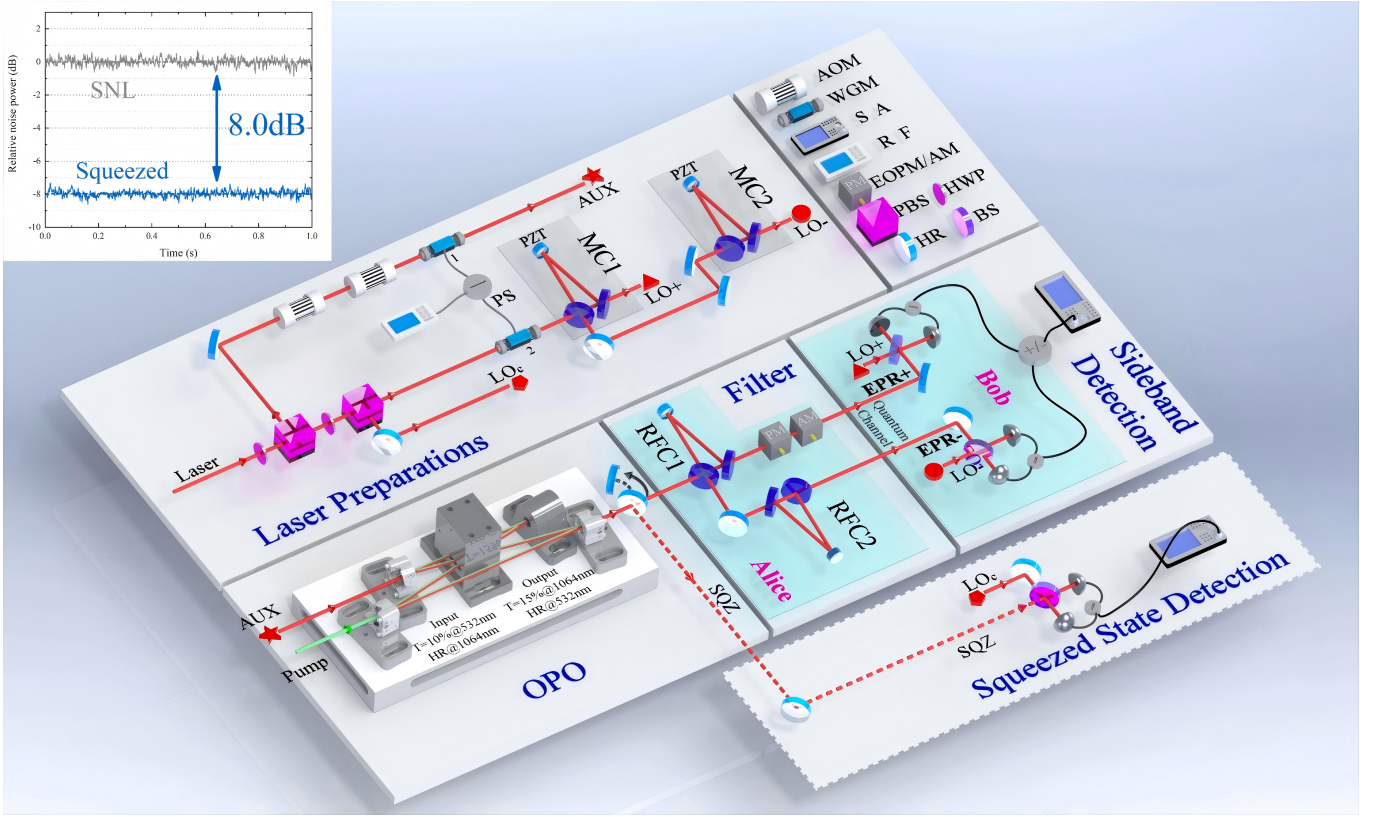 2
0
-2
-4
-6
-8
-10
Relative noise power (dB)
SNL
8.0dB
Squeezed
0.0
0.2
0.4
0.6
0.8
1.0
Time (s)
AOM
WGM
S A
R F
EOPM/AM
PM
HWP
PBS
BS
HR
AUX
PZT
MC2
LO-
1
PZT
MC1
LO+
PS
2
LOc
Laser
Laser Preparations
Filter
RFC1
PM
AM
RFC2
Alice
Quantum
Channel
LO+
EPR+
Bob
EPR-
LO-
+/-
Sideband
Detection
AUX
Pump
Input
T=10%@532nm
HR@1064nm
Output
T=15%@1064nm
HR@532nm
OPO
SQZ
LOc
SQZ
Squeezed State Detection